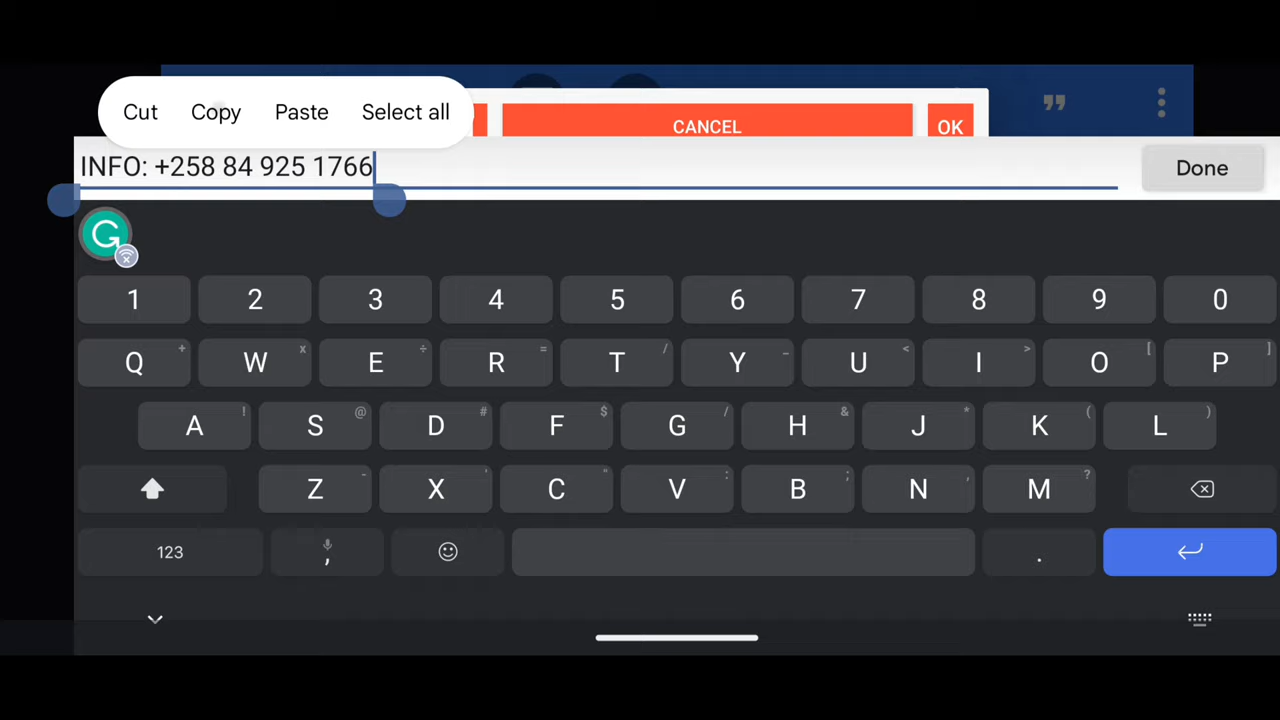 Cut Copy Paste Select all
CANCEL OK
INFO: +258 84 925 1766
Done
1 2 3 4 5 6 7 8 9 0
Q + W x E ÷ R = T / Y _ U < I > O [ P ]
A ! S @ D # F $ G / H & J * K ( L )
Z - X ' C " V : B ; N , M ?
123 , .